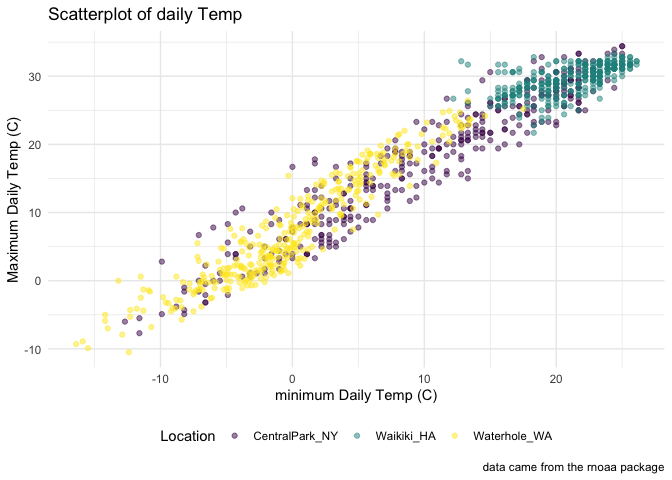 Scatterplot of daily Temp
Maximum Daily Temp (C)
30
20
10
0
-10
-10 0 10 20
minimum Daily Temp (C)
Location CentralPark_NY Waikiki_HA Waterhole_WA
data came from the rnoaa package